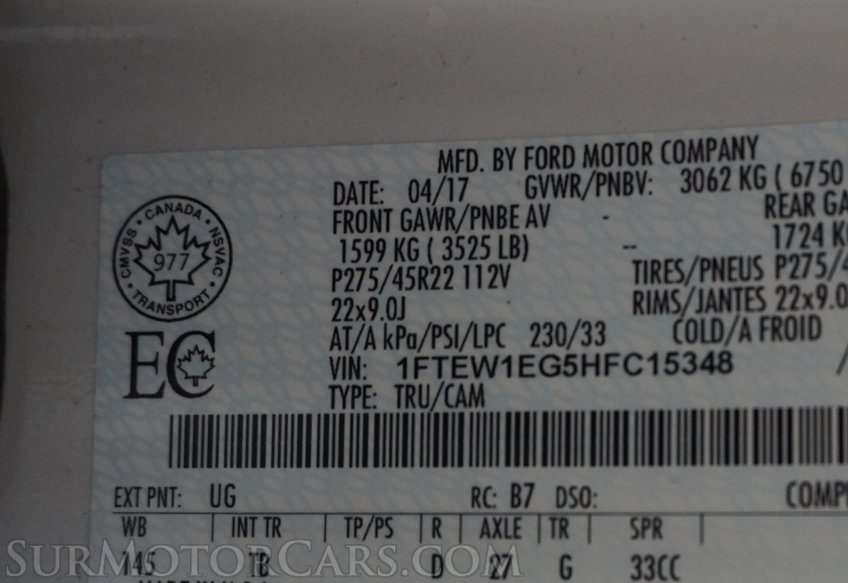 MFD. BY FORD MOTOR COMPANY
DATE: 04/17 GVWR/PNBV: 3062 KG ( 6750
FRONT GAWR/PNBE AV - REAR GA
1599 KG ( 3525 LB) -- 1724 K
P275/45R22 112V TIRES/PNEUS P275/4
22x9.0J RIMS/JANTES 22x9.0
AT/A kPa/PSI/LPC 230/33 COLD/A FROID
VIN: 1FTEW1EG5HFC15348 /
TYPE: TRU/CAM
CANADA
CMVSS NSVAC
977
TRANSPORT
EC
EXT PNT: UG RC: B7 DSO: COMP
WB | INT TR | TP/PS | R | AXLE | TR | SPR |
145 TB D 27 G 33CC
SURMOTORCARS.COM